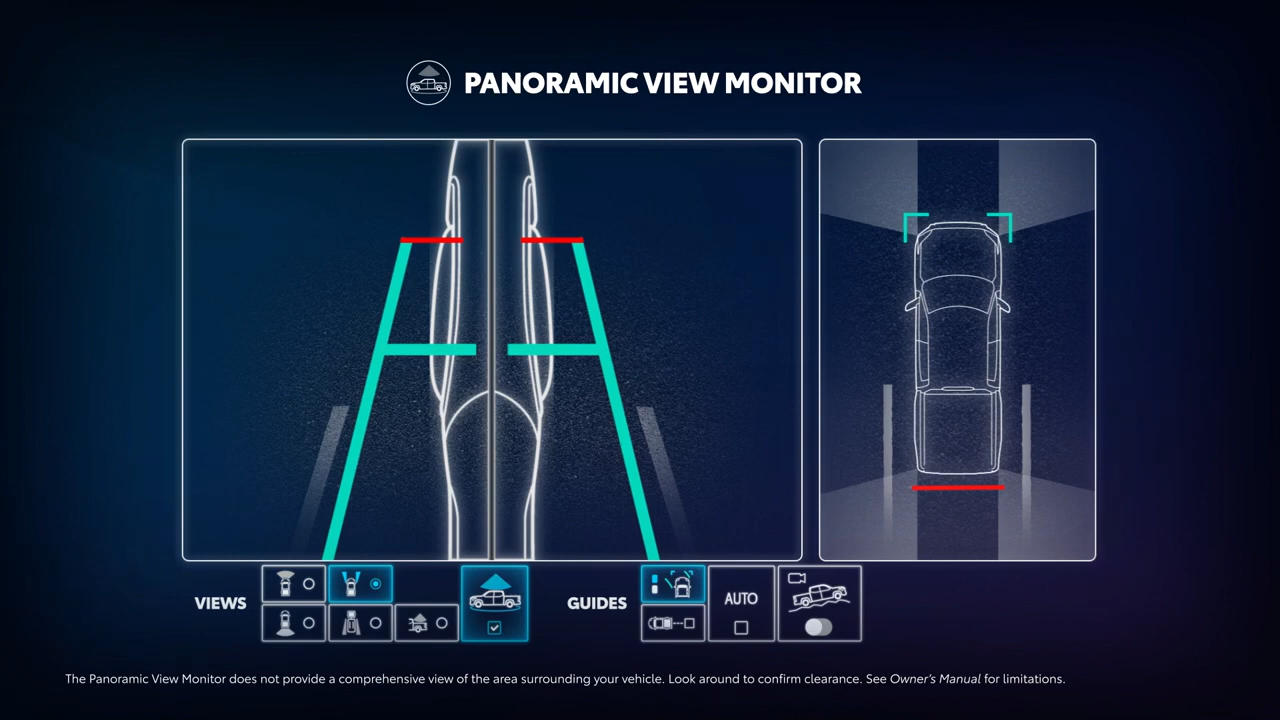 PANORAMIC VIEW MONITOR
VIEWS
GUIDES
AUTO
The Panoramic View Monitor does not provide a comprehensive view of the area surrounding your vehicle. Look around to confirm clearance. See Owner's Manual for limitations.